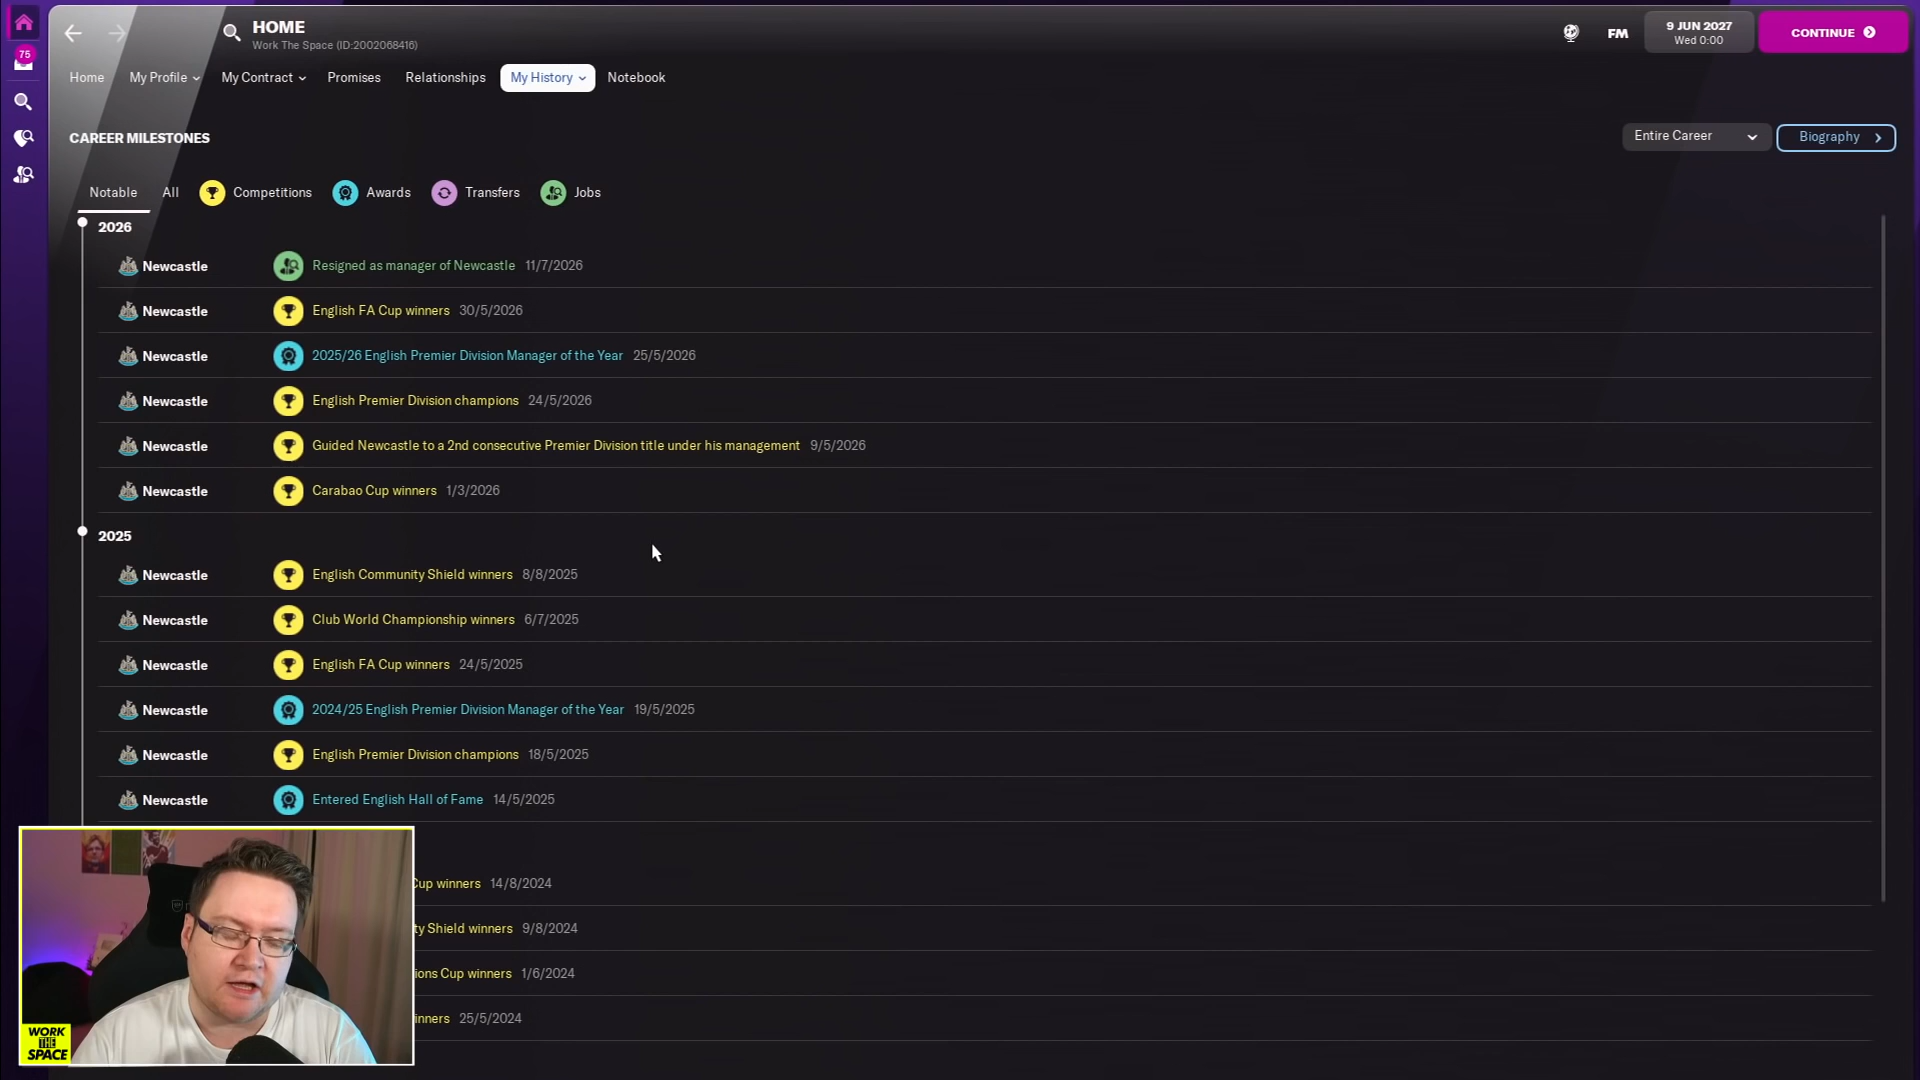 HOME
Work The Space (ID:2002068416)
FM
9 JUN 2027
Wed 0:00
CONTINUE
75
Home
My Profile
My Contract
Promises
Relationships
My History
Notebook
CAREER MILESTONES
Entire Career
Biography
Notable
All
Competitions
Awards
Transfers
Jobs
2026
Newcastle Resigned as manager of Newcastle 11/7/2026
Newcastle English FA Cup winners 30/5/2026
Newcastle 2025/26 English Premier Division Manager of the Year 25/5/2026
Newcastle English Premier Division champions 24/5/2026
Newcastle Guided Newcastle to a 2nd consecutive Premier Division title under his management 9/5/2026
Newcastle Carabao Cup winners 1/3/2026
2025
Newcastle English Community Shield winners 8/8/2025
Newcastle Club World Championship winners 6/7/2025
Newcastle English FA Cup winners 24/5/2025
Newcastle 2024/25 English Premier Division Manager of the Year 19/5/2025
Newcastle English Premier Division champions 18/5/2025
Newcastle Entered English Hall of Fame 14/5/2025
Cup winners 14/8/2024
ty Shield winners 9/8/2024
ions Cup winners 1/6/2024
inners 25/5/2024
WORK
THE
SPACE